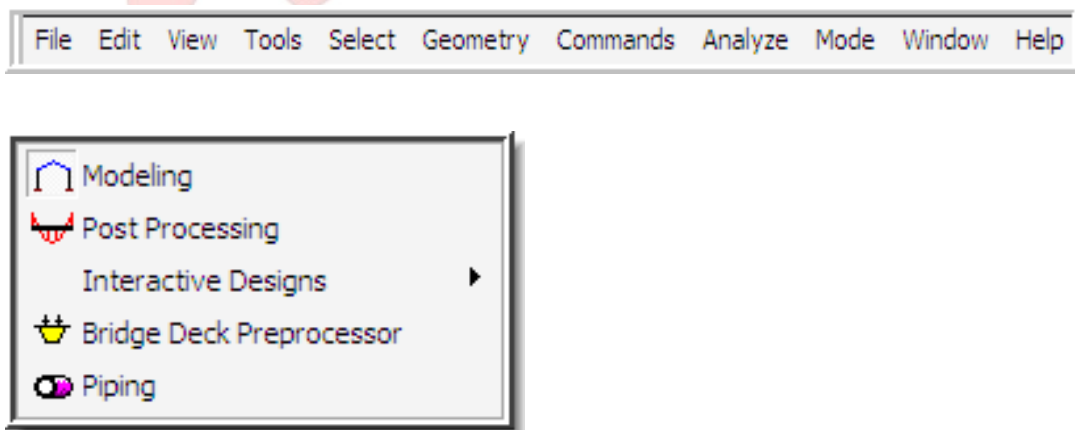 File Edit View Tools Select Geometry Commands Analyze Mode Window Help
Modeling
Post Processing
Interactive Designs
Bridge Deck Preprocessor
Piping